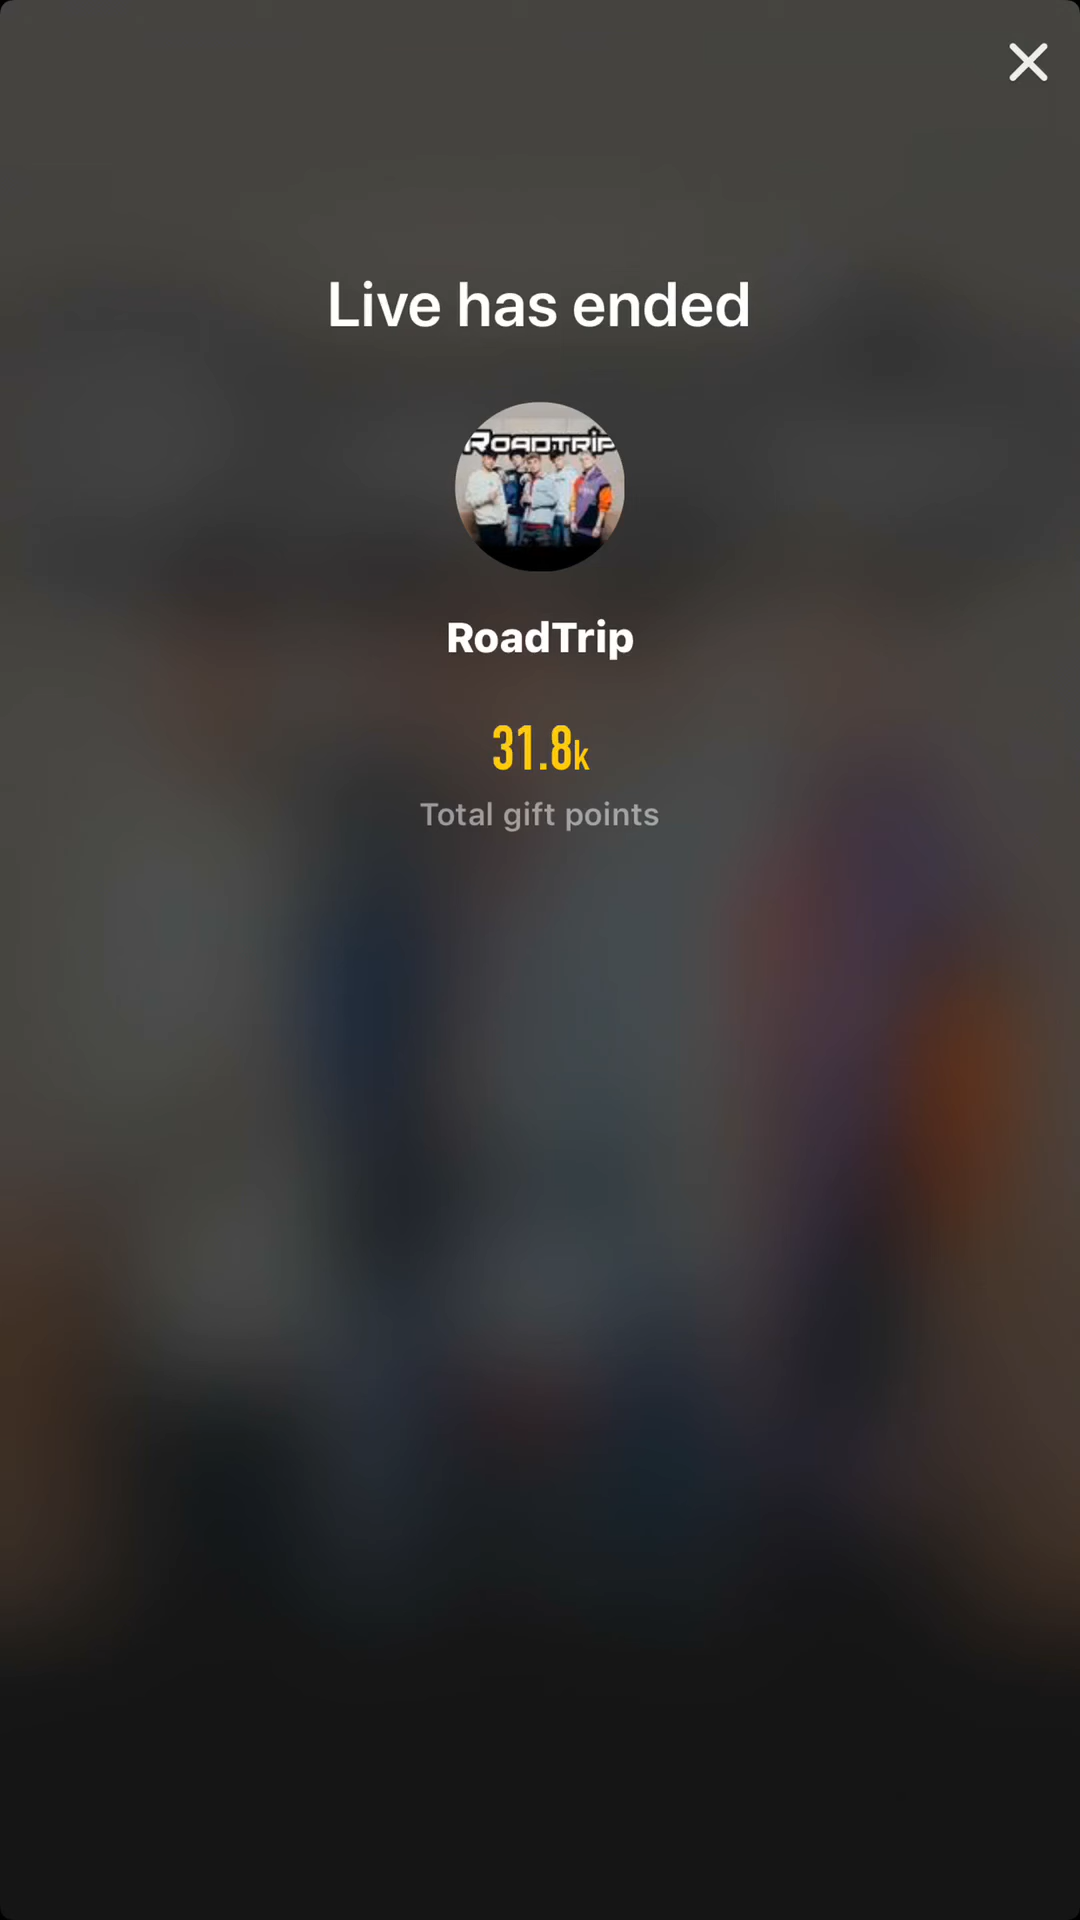 Live has ended
ROADTRIP
RoadTrip
31.8k
Total gift points